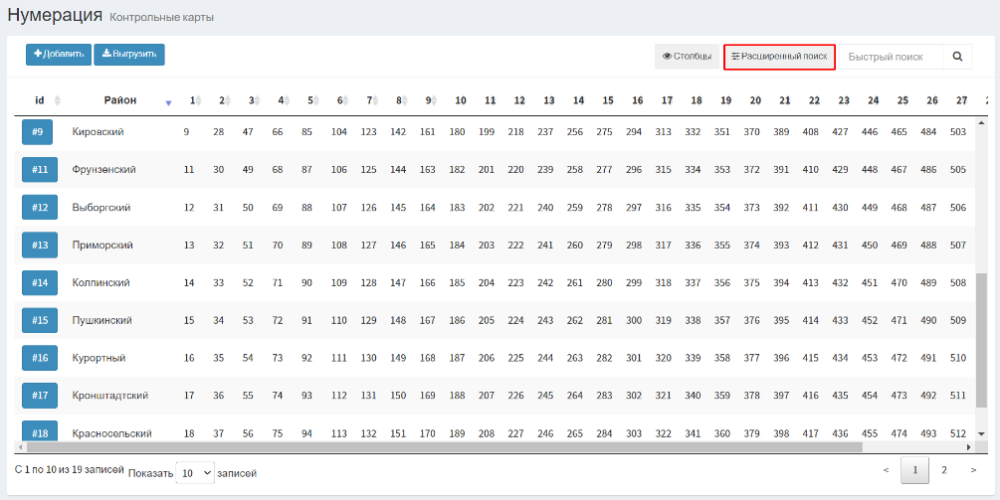 Нумерация Контрольные карты
Добавить Выгрузить Столбцы Расширенный поиск Быстрый поиск
id Район 1 2 3 4 5 6 7 8 9 10 11 12 13 14 15 16 17 18 19 20 21 22 23 24 25 26 27
#9 Кировский 9 28 47 66 85 104 123 142 161 180 199 218 237 256 275 294 313 332 351 370 389 408 427 446 465 484 503
#11 Фрунзенский 11 30 49 68 87 106 125 144 163 182 201 220 239 258 277 296 315 334 353 372 391 410 429 448 467 486 505
#12 Выборгский 12 31 50 69 88 107 126 145 164 183 202 221 240 259 278 297 316 335 354 373 392 411 430 449 468 487 506
#13 Приморский 13 32 51 70 89 108 127 146 165 184 203 222 241 260 279 298 317 336 355 374 393 412 431 450 469 488 507
#14 Колпинский 14 33 52 71 90 109 128 147 166 185 204 223 242 261 280 299 318 337 356 375 394 413 432 451 470 489 508
#15 Пушкинский 15 34 53 72 91 110 129 148 167 186 205 224 243 262 281 300 319 338 357 376 395 414 433 452 471 490 509
#16 Курортный 16 35 54 73 92 111 130 149 168 187 206 225 244 263 282 301 320 339 358 377 396 415 434 453 472 491 510
#17 Кронштадтский 17 36 55 74 93 112 131 150 169 188 207 226 245 264 283 302 321 340 359 378 397 416 435 454 473 492 511
#18 Красносельский 18 37 56 75 94 113 132 151 170 189 208 227 246 265 284 303 322 341 360 379 398 417 436 455 474 493 512
С 1 по 10 из 19 записей Показать 10 записей < 1 2 >